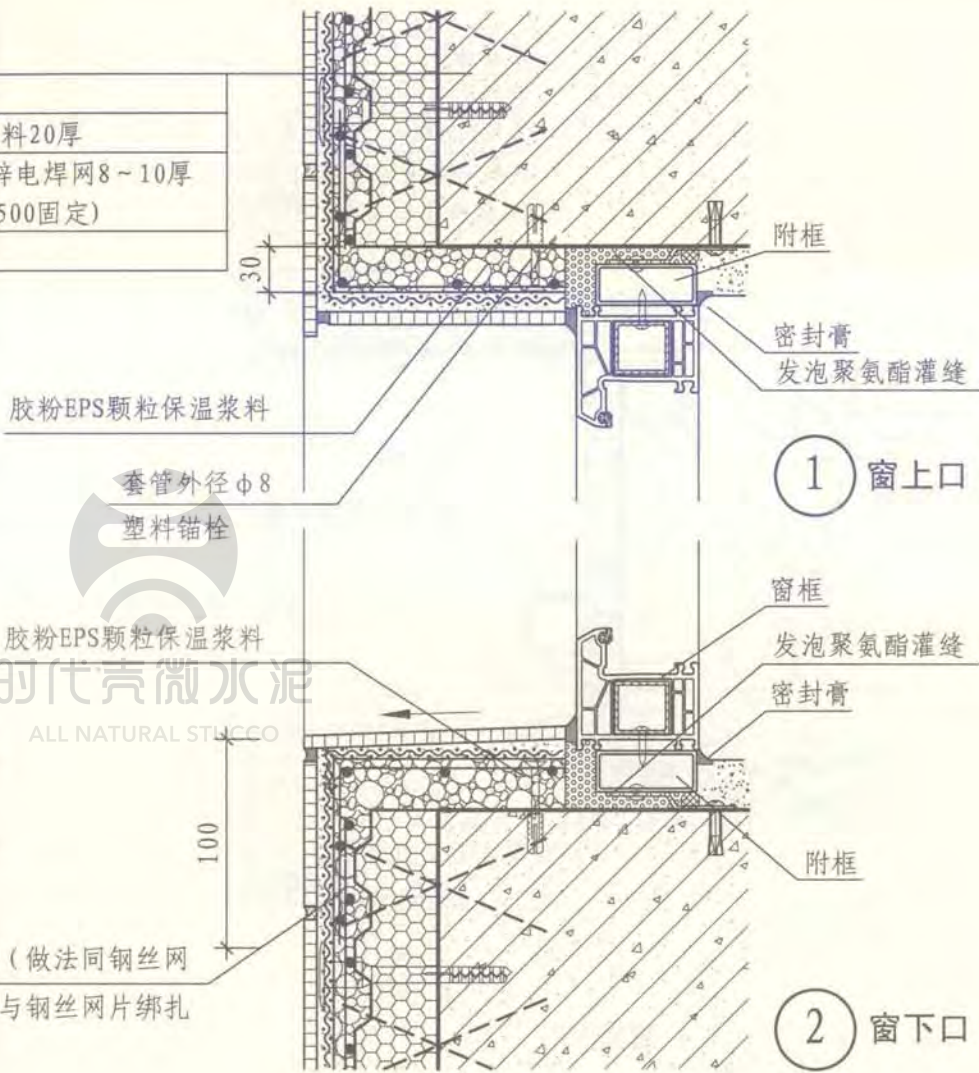 料20厚
锌电焊网8~10厚
500固定)
30
附框
密封膏
发泡聚氨酯灌缝
胶粉EPS颗粒保温浆料
1 窗上口
套管外径φ8
塑料锚栓
窗框
胶粉EPS颗粒保温浆料
发泡聚氨酯灌缝
时代壳微水泥
密封膏
ALL NATURAL STUCCO
100
附框
(做法同钢丝网
与钢丝网片绑扎
2 窗下口